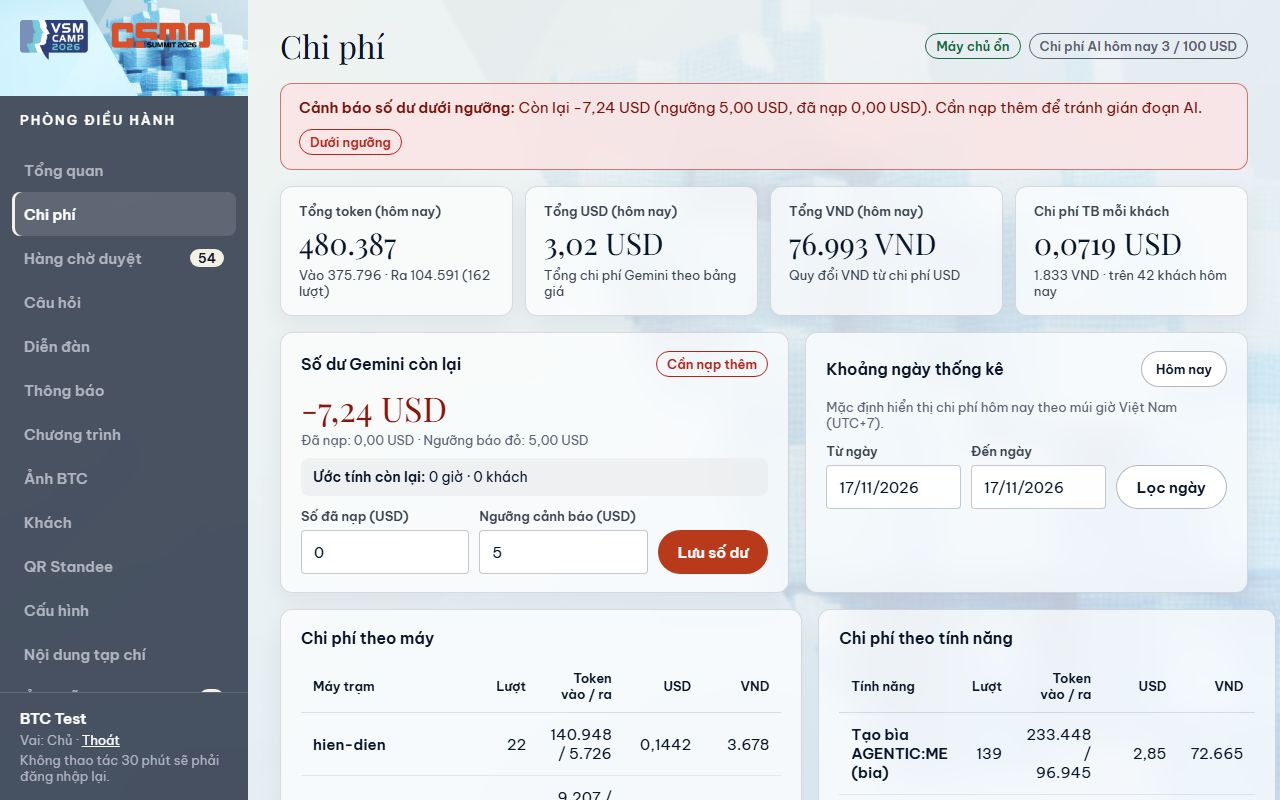 VSM
CAMP
2026
CSMO
SUMMIT 2026
PHÒNG ĐIỀU HÀNH
Tổng quan
Chi phí
Hàng chờ duyệt 54
Câu hỏi
Diễn đàn
Thông báo
Chương trình
Ảnh BTC
Khách
QR Standee
Cấu hình
Nội dung tạp chí
BTC Test
Vai: Chủ · Thoát
Không thao tác 30 phút sẽ phải
đăng nhập lại.
Chi phí
Máy chủ ổn
Chi phí AI hôm nay 3 / 100 USD
Cảnh báo số dư dưới ngưỡng: Còn lại -7,24 USD (ngưỡng 5,00 USD, đã nạp 0,00 USD). Cần nạp thêm để tránh gián đoạn AI.
Dưới ngưỡng
Tổng token (hôm nay)
480.387
Vào 375.796 · Ra 104.591 (162
lượt)
Tổng USD (hôm nay)
3,02 USD
Tổng chi phí Gemini theo bảng
giá
Tổng VND (hôm nay)
76.993 VND
Quy đổi VND từ chi phí USD
Chi phí TB mỗi khách
0,0719 USD
1.833 VND · trên 42 khách hôm
nay
Số dư Gemini còn lại
Cần nạp thêm
-7,24 USD
Đã nạp: 0,00 USD · Ngưỡng báo đỏ: 5,00 USD
Ước tính còn lại: 0 giờ · 0 khách
Số đã nạp (USD)
Ngưỡng cảnh báo (USD)
0
5
Lưu số dư
Khoảng ngày thống kê
Hôm nay
Mặc định hiển thị chi phí hôm nay theo múi giờ Việt Nam
(UTC+7).
Từ ngày
Đến ngày
17/11/2026
17/11/2026
Lọc ngày
Chi phí theo máy
Máy trạm
Lượt
Token
vào / ra
USD
VND
hien-dien
22
140.948
/ 5.726
0,1442
3.678
9.207 /
Chi phí theo tính năng
Tính năng
Lượt
Token
vào / ra
USD
VND
Tạo bìa
AGENTIC:ME
(bia)
139
233.448
/
96.945
2,85
72.665